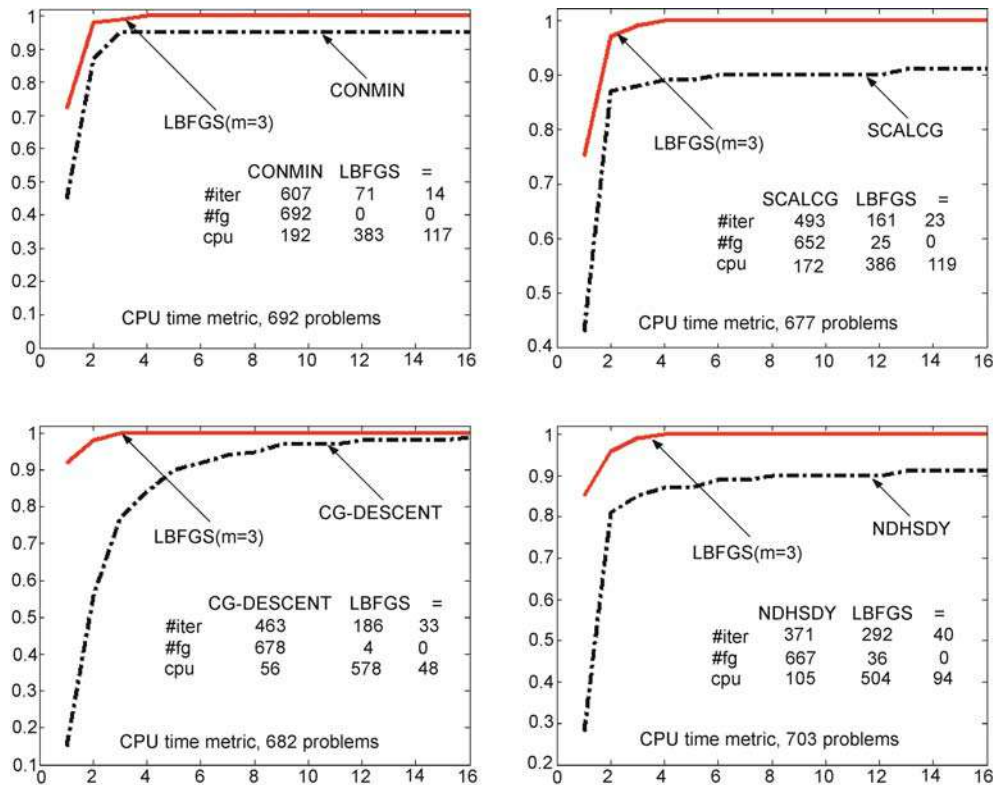 1
0.9
0.8
0.7
0.6
0.5
0.4
0.3
0.2
0.1
0
CONMIN
LBFGS(m=3)
CONMIN LBFGS =
#iter 607 71 14
#fg 692 0 0
cpu 192 383 117
CPU time metric, 692 problems
0 2 4 6 8 10 12 14 16
1
0.9
0.8
0.7
0.6
0.5
0.4
LBFGS(m=3)
SCALCG
SCALCG LBFGS =
#iter 493 161 23
#fg 652 25 0
cpu 172 386 119
CPU time metric, 677 problems
0 2 4 6 8 10 12 14 16
1
0.9
0.8
0.7
0.6
0.5
0.4
0.3
0.2
0.1
CG-DESCENT
LBFGS(m=3)
CG-DESCENT LBFGS =
#iter 463 186 33
#fg 678 4 0
cpu 56 578 48
CPU time metric, 682 problems
0 2 4 6 8 10 12 14 16
1
0.9
0.8
0.7
0.6
0.5
0.4
0.3
0.2
LBFGS(m=3)
NDHSDY
NDHSDY LBFGS =
#iter 371 292 40
#fg 667 36 0
cpu 105 504 94
CPU time metric, 703 problems
0 2 4 6 8 10 12 14 16